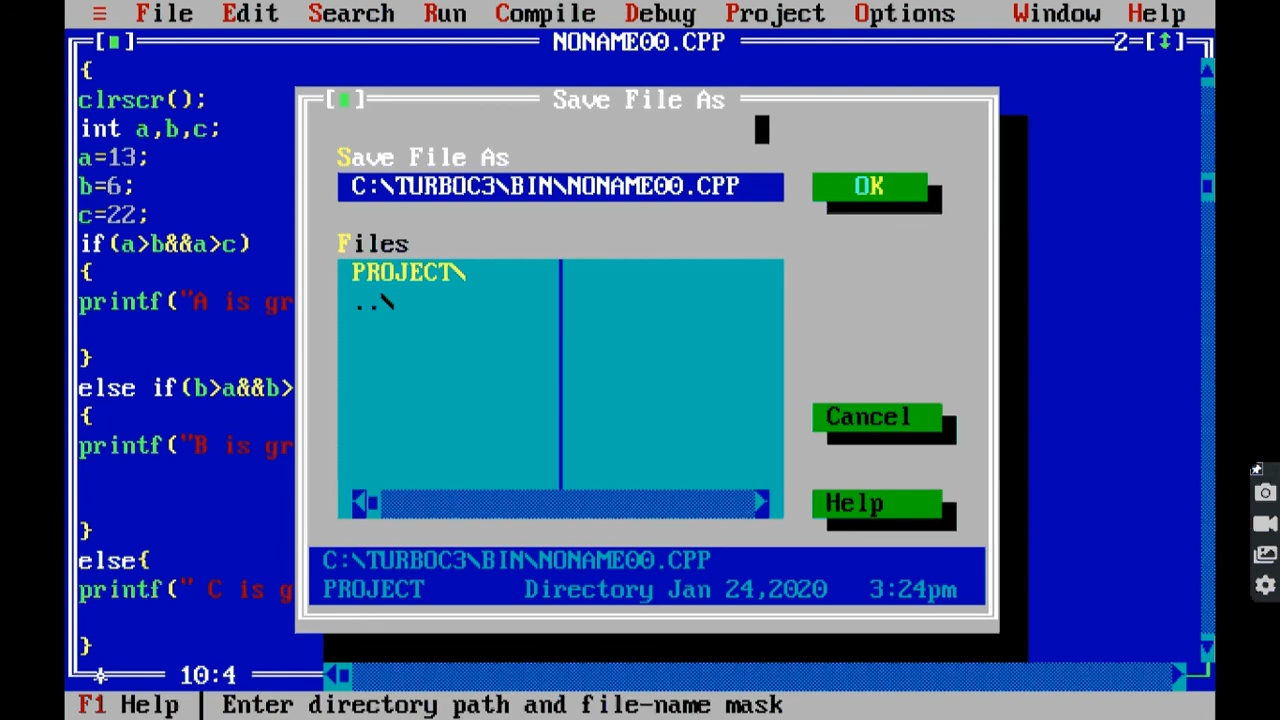 ≡ File Edit Search Run Compile Debug Project Options Window Help
[■] NONAME00.CPP 2=[↕]
{
clrscr();
int a,b,c;
a=13;
b=6;
c=22;
if(a>b&&a>c)
{
printf("A is gr
}
else if(b>a&&b>
{
printf("B is gr
}
else{
printf(" C is g
}
10:4
[■] Save File As
Save File As
C:\TURBOC3\BIN\NONAME00.CPP
OK
Files
PROJECT\
..\
Cancel
Help
C:\TURBOC3\BIN\NONAME00.CPP
PROJECT Directory Jan 24,2020 3:24pm
F1 Help │ Enter directory path and file-name mask